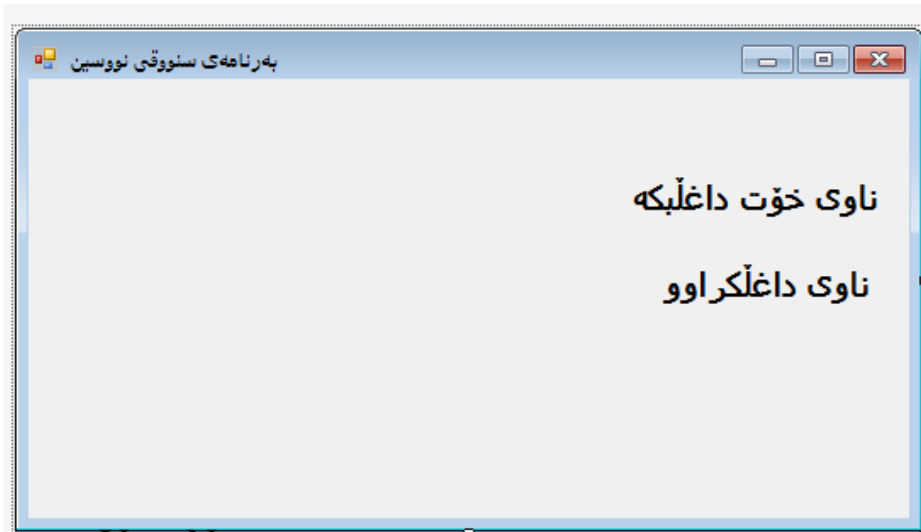 بەرنامەی سنووقی نووسین
ناوی خۆت داغڵبکە
ناوی داغڵکراوو